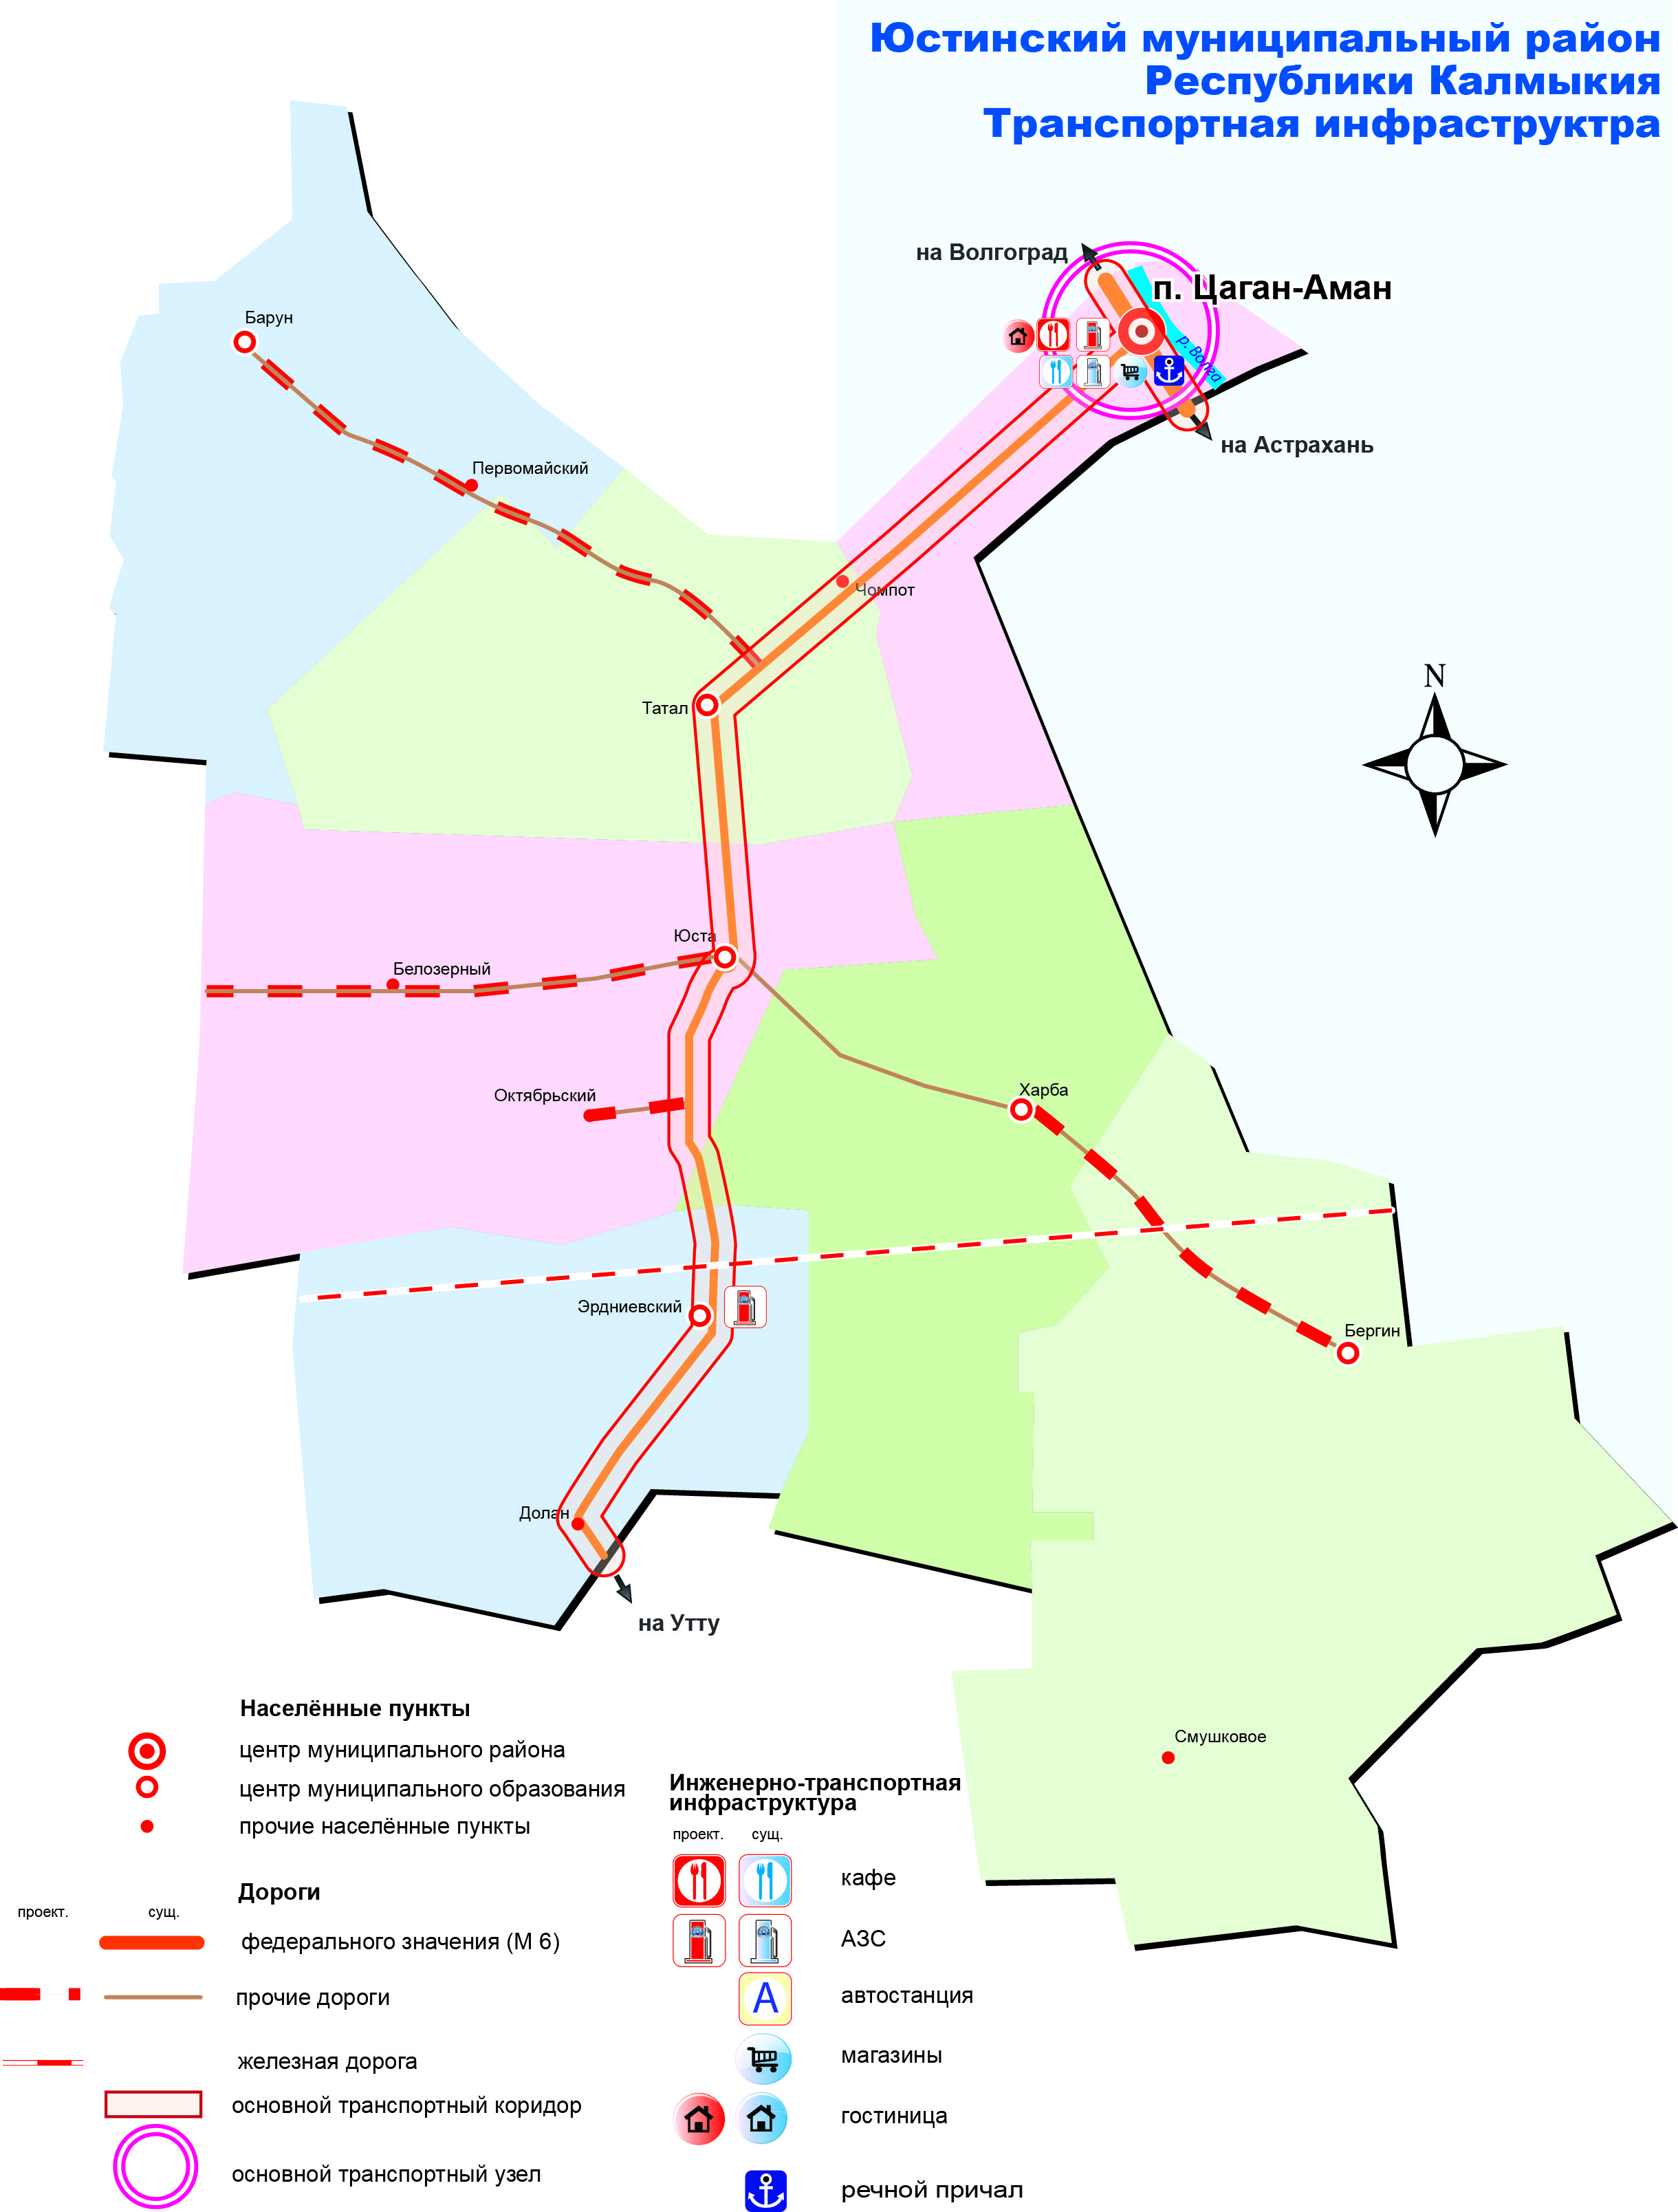 Юстинский муниципальный район
Республики Калмыкия
Транспортная инфраструктра
на Волгоград
п. Цаган-Аман
Барун
р. Волга
на Астрахань
Первомайский
Чомпот
N
Татал
Юста
Белозерный
Харба
Октябрьский
Эрдниевский
Бергин
Долан
на Утту
Смушковое
Населённые пункты
центр муниципального района
центр муниципального образования
прочие населённые пункты
Дороги
проект. сущ.
федерального значения (М 6)
прочие дороги
железная дорога
основной транспортный коридор
основной транспортный узел
Инженерно-транспортная
инфраструктура
проект. сущ.
кафе
АЗС
А автостанция
магазины
гостиница
речной причал